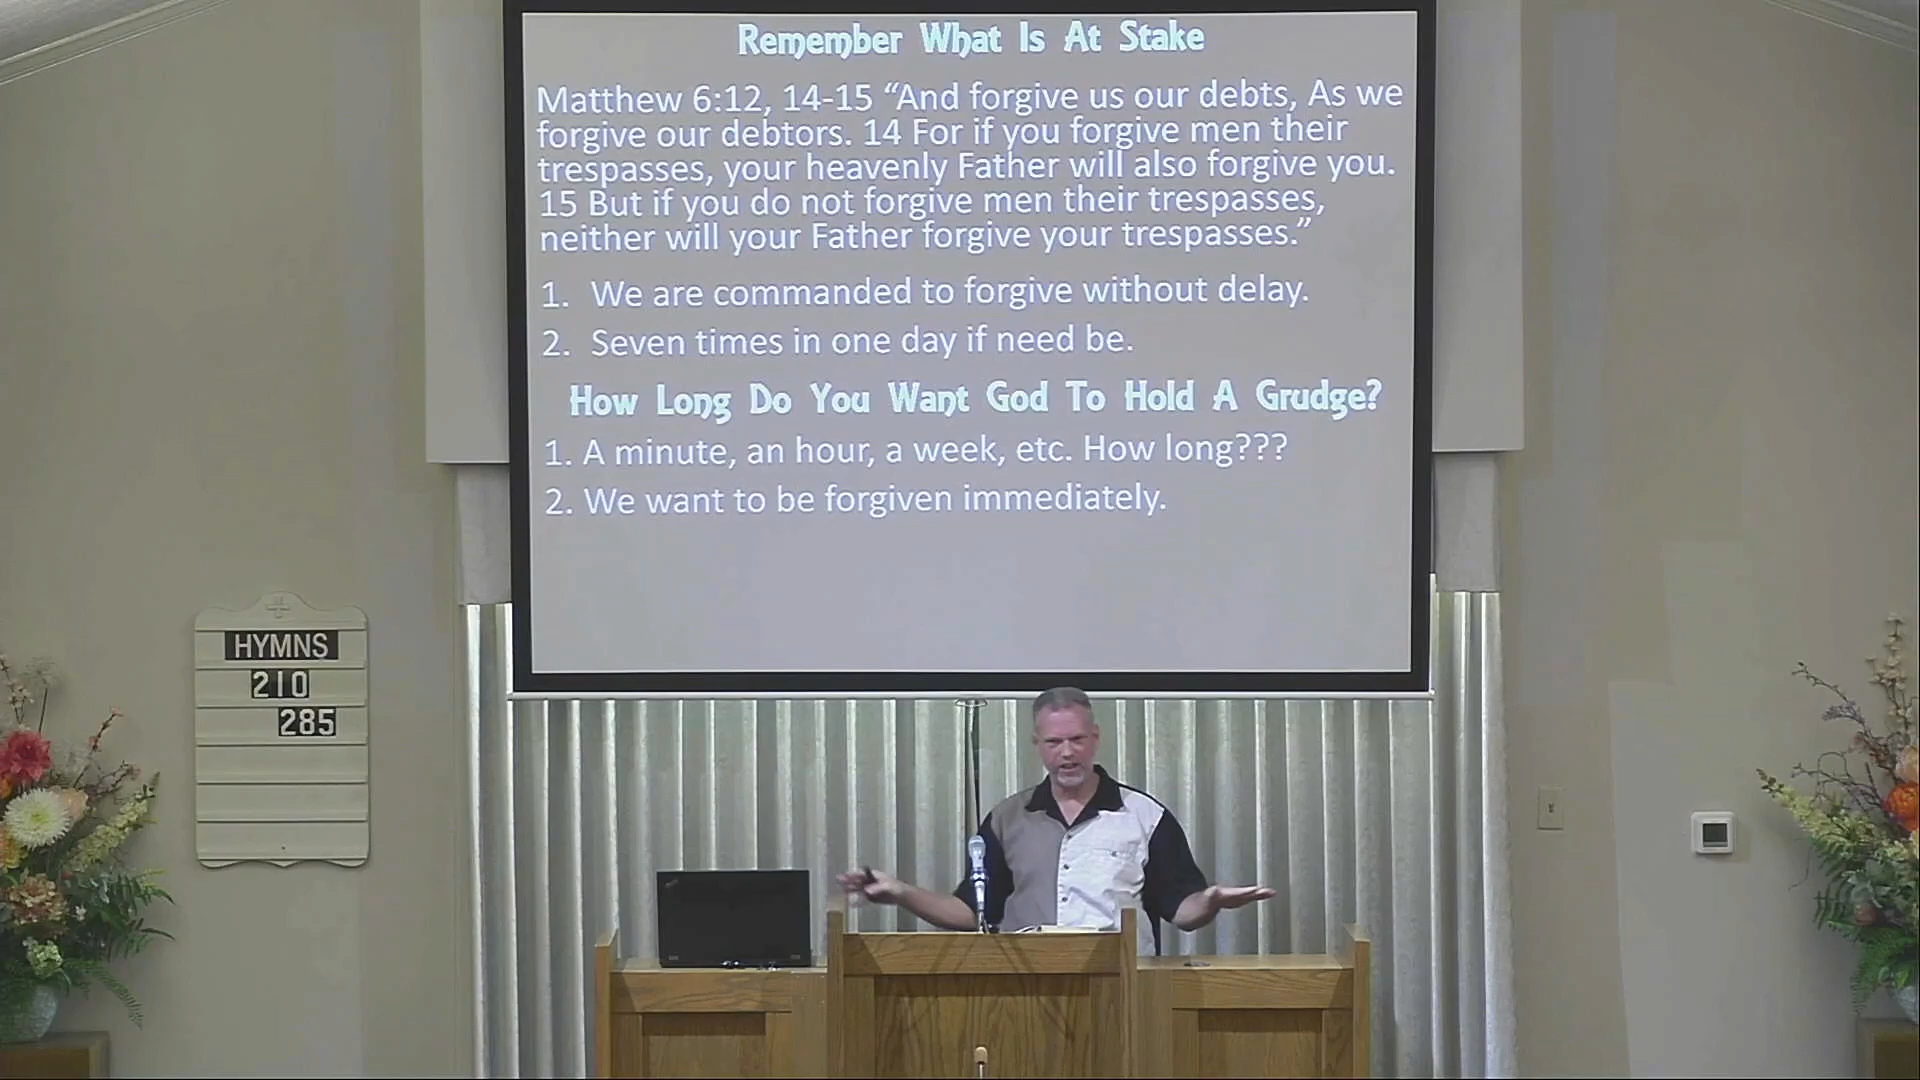 Remember What Is At Stake
Matthew 6:12, 14-15 “And forgive us our debts, As we
forgive our debtors. 14 For if you forgive men their
trespasses, your heavenly Father will also forgive you.
15 But if you do not forgive men their trespasses,
neither will your Father forgive your trespasses.”
1. We are commanded to forgive without delay.
2. Seven times in one day if need be.
How Long Do You Want God To Hold A Grudge?
1. A minute, an hour, a week, etc. How long???
2. We want to be forgiven immediately.
HYMNS
210
285